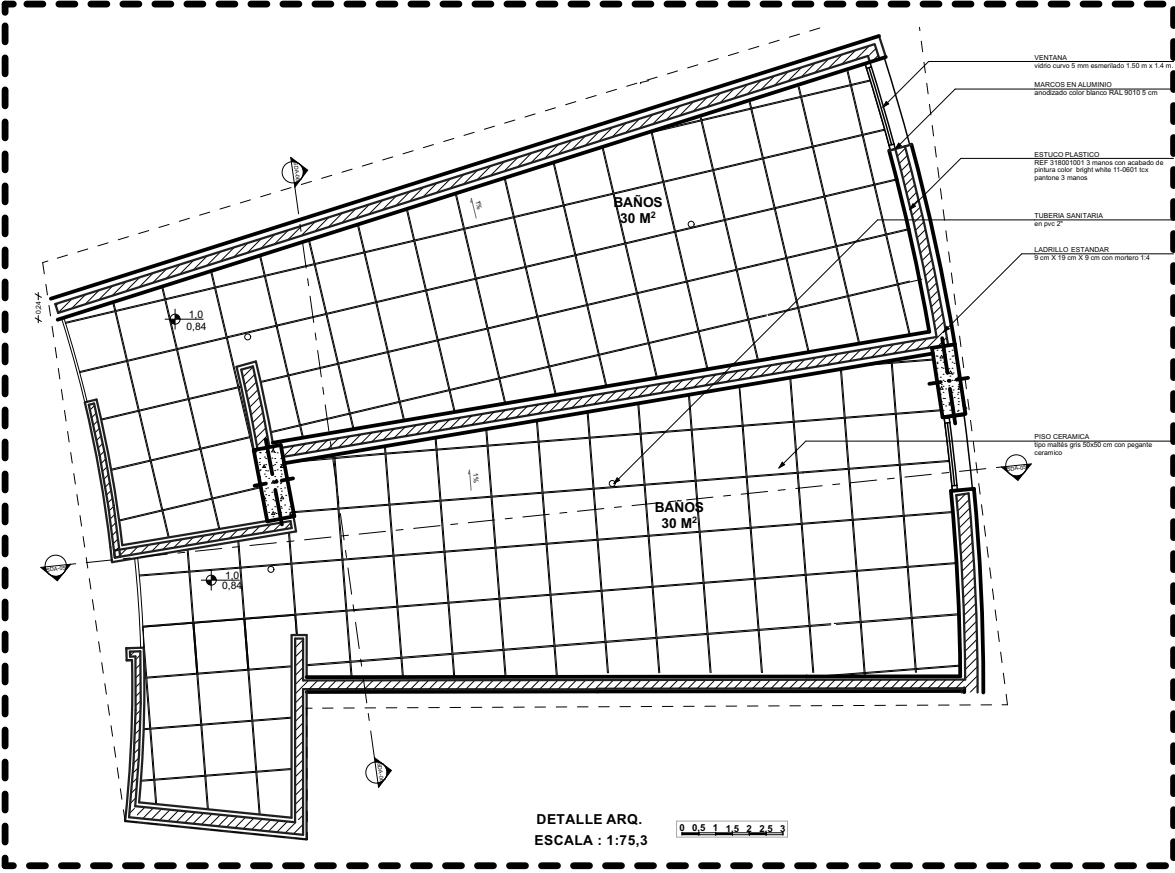 VENTANA
vidrio curvo 5 mm esmerilado 1.50 m x 1.4 m.
MARCOS EN ALUMINIO
anodizado color blanco RAL 9010 5 cm
ESTUCO PLASTICO
REF 318001001 3 manos con acabado de
pintura color bright white 11-0601 tcx
pantone 3 manos
TUBERIA SANITARIA
en pvc 2"
LADRILLO ESTANDAR
9 cm X 19 cm X 9 cm con mortero 1:4
PISO CERAMICA
tipo maltés gris 50x50 cm con pegante
ceramico
BAÑOS
30 M²
1%
0,24
1.0
0,84
1%
BAÑOS
30 M²
1.0
0,84
DETALLE ARQ.
ESCALA : 1:75,3
0 0,5 1 1,5 2 2,5 3